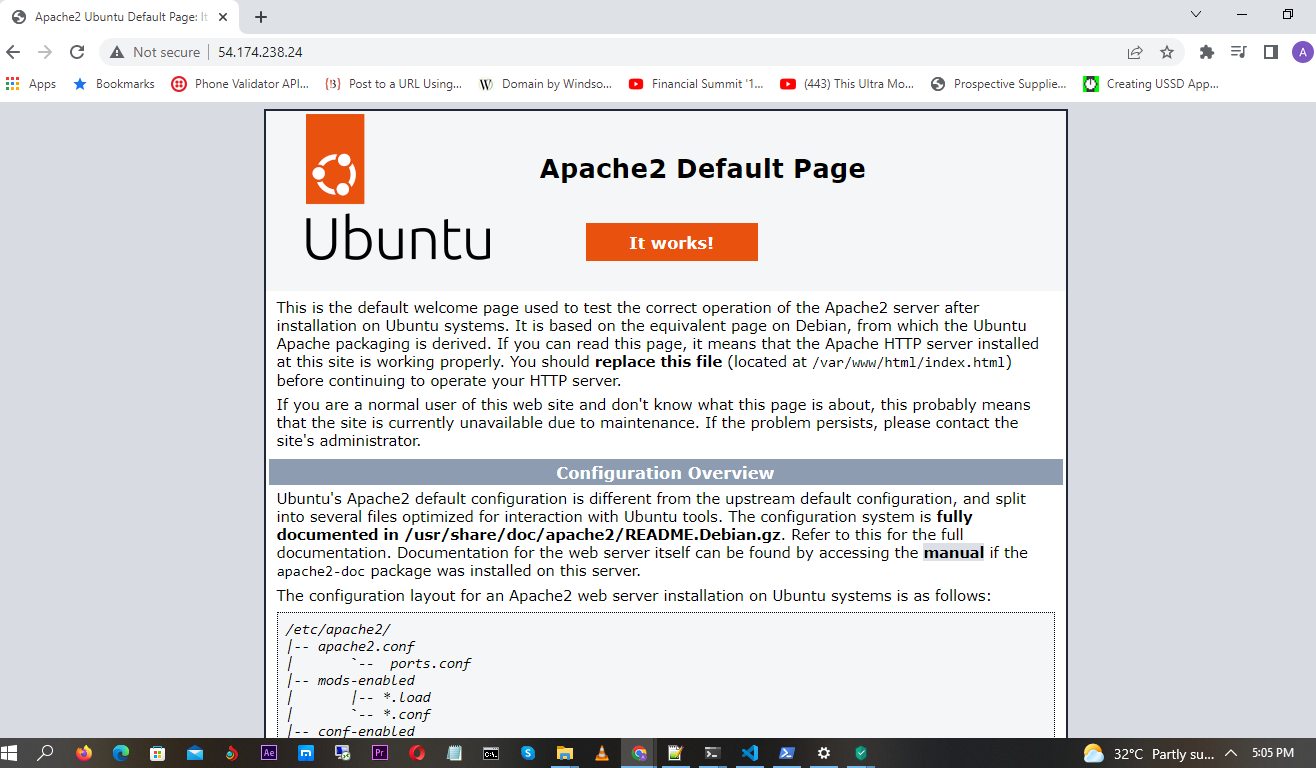 Apache2 Ubuntu Default Page: It
Not secure
54.174.238.24
A
Apps
Bookmarks
Phone Validator API...
Post to a URL Using...
Domain by Windso...
Financial Summit '1...
(443) This Ultra Mo...
Prospective Supplie...
Creating USSD App...
Apache2 Default Page
Ubuntu
It works!
This is the default welcome page used to test the correct operation of the Apache2 server after
installation on Ubuntu systems. It is based on the equivalent page on Debian, from which the Ubuntu
Apache packaging is derived. If you can read this page, it means that the Apache HTTP server installed
at this site is working properly. You should replace this file (located at /var/www/html/index.html)
before continuing to operate your HTTP server.
If you are a normal user of this web site and don't know what this page is about, this probably means
that the site is currently unavailable due to maintenance. If the problem persists, please contact the
site's administrator.
Configuration Overview
Ubuntu's Apache2 default configuration is different from the upstream default configuration, and split
into several files optimized for interaction with Ubuntu tools. The configuration system is fully
documented in /usr/share/doc/apache2/README.Debian.gz. Refer to this for the full
documentation. Documentation for the web server itself can be found by accessing the manual if the
apache2-doc package was installed on this server.
The configuration layout for an Apache2 web server installation on Ubuntu systems is as follows:
/etc/apache2/
|-- apache2.conf
|       `--  ports.conf
|-- mods-enabled
|       |-- *.load
|       `-- *.conf
|-- conf-enabled
Ae
Pr
32°C Partly su...
5:05 PM